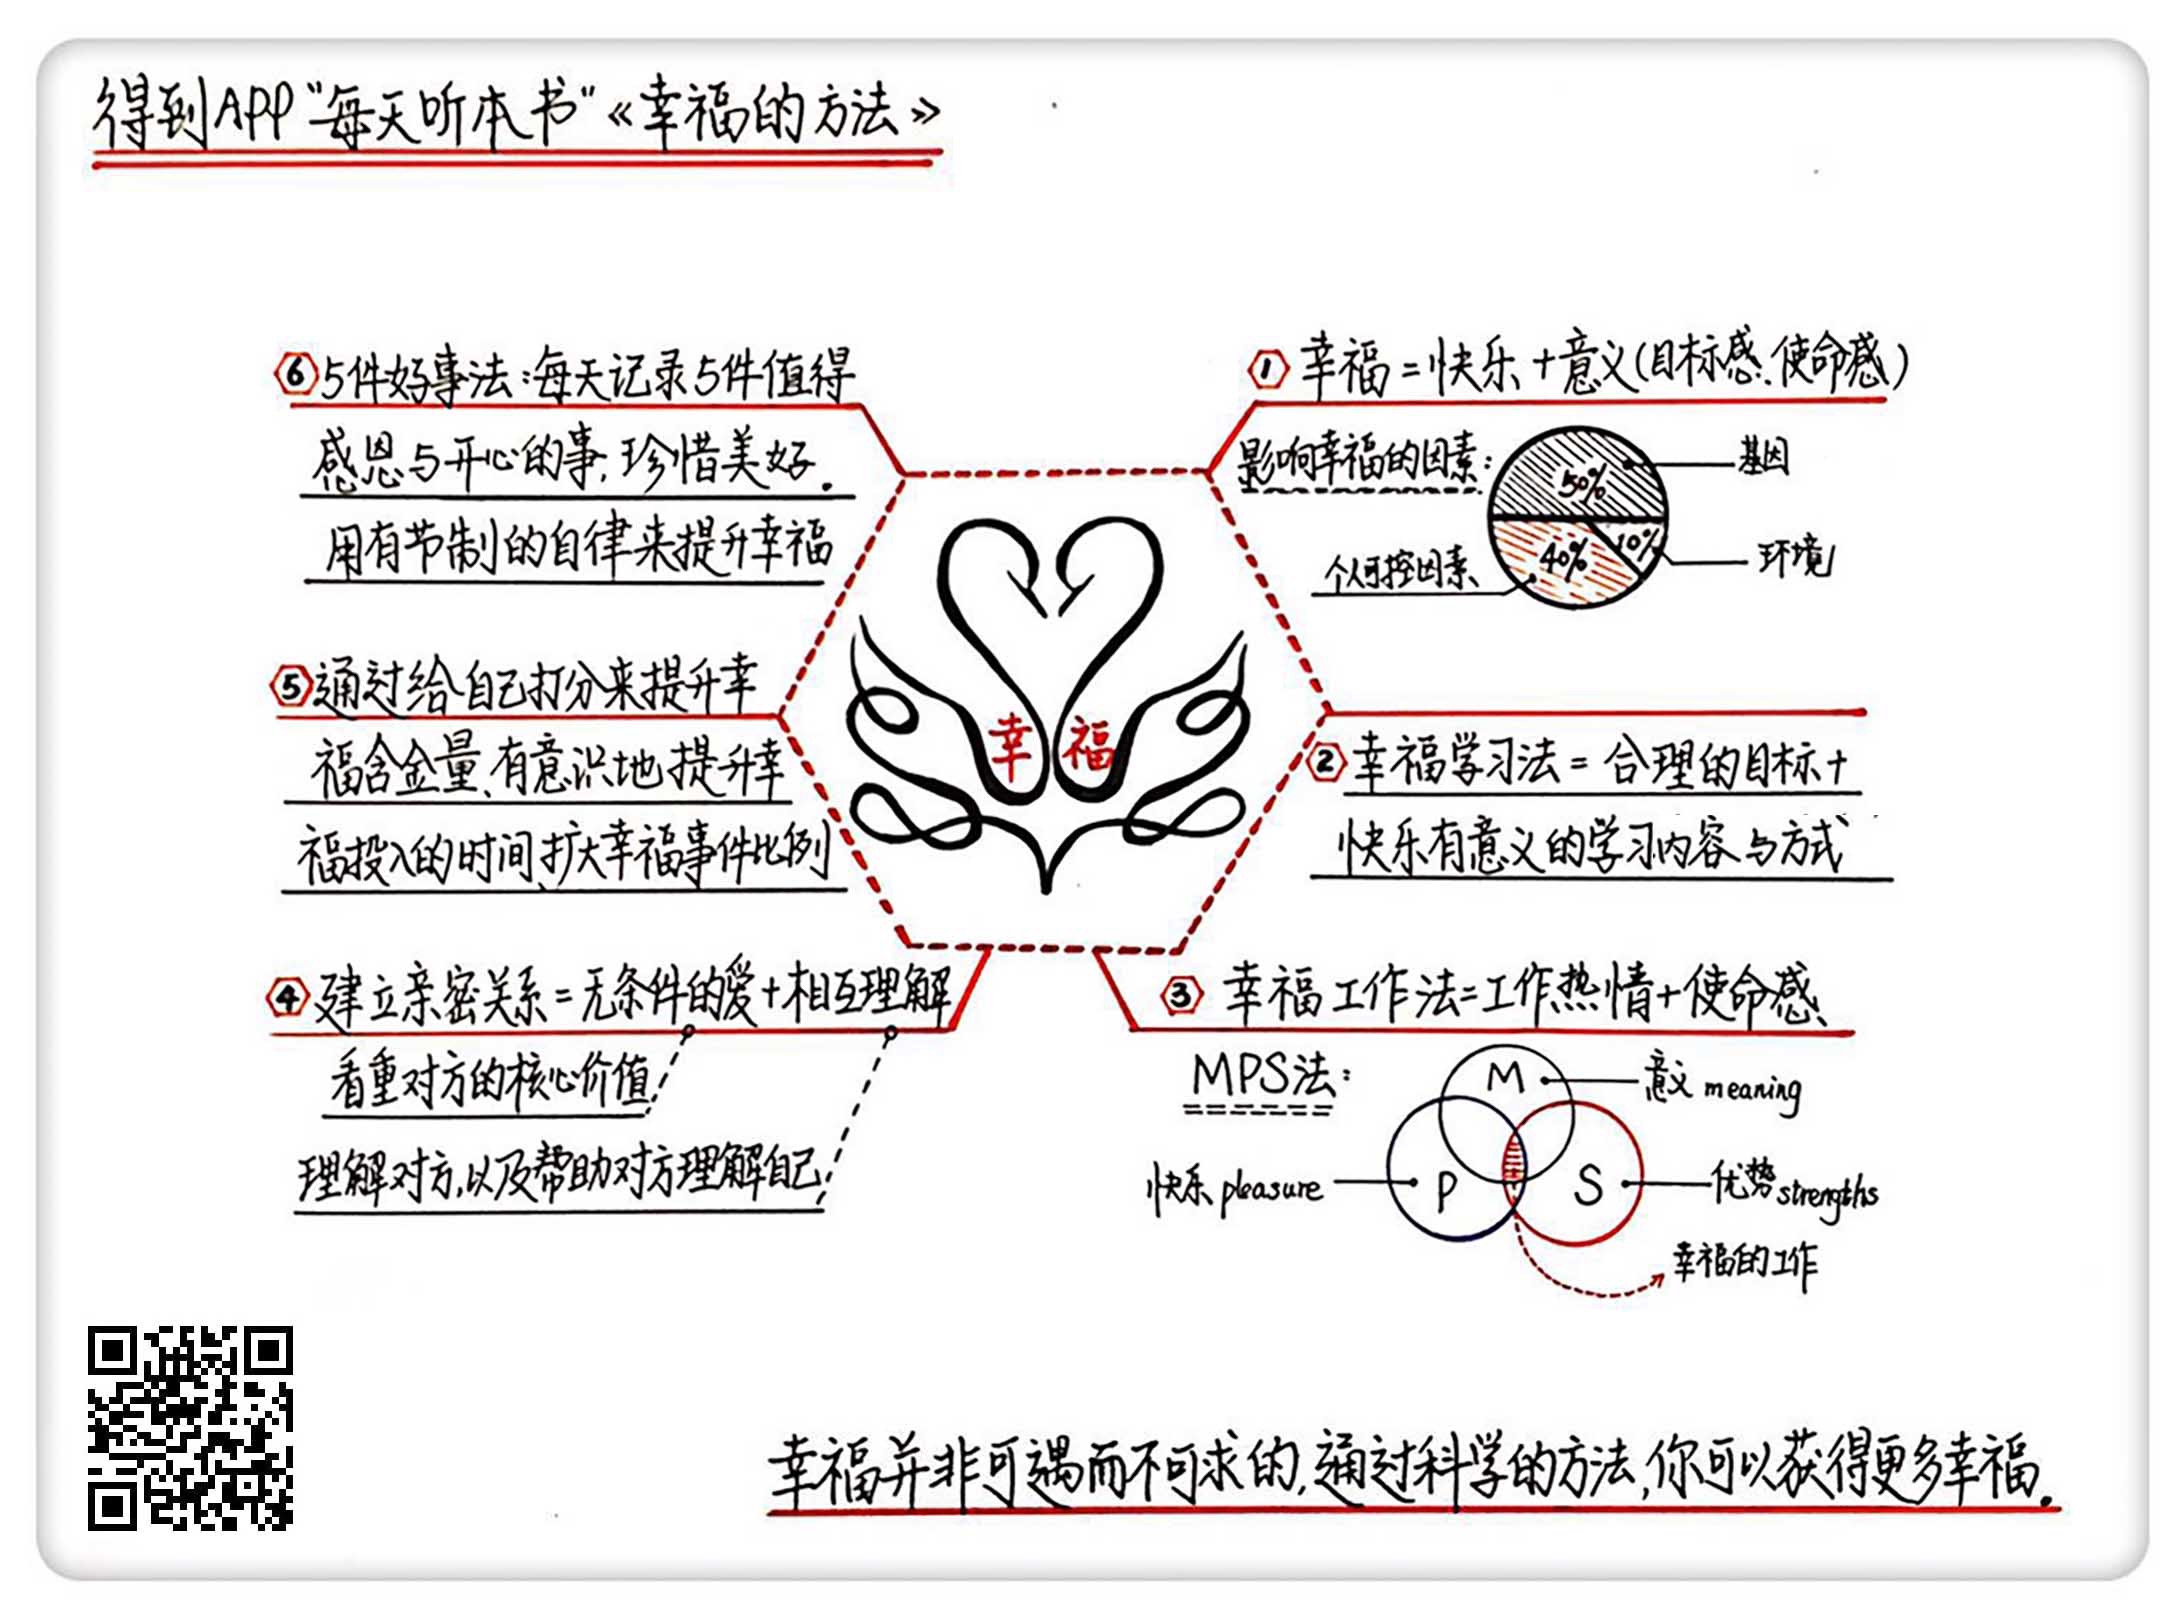 得到APP"每天听本书"《幸福的方法》
①幸福=快乐+意义(目标感、使命感)
影响幸福的因素:
50%
基因
10%
环境
40%
个人可控因素
②幸福学习法=合理的目标+
快乐有意义的学习内容与方式
③幸福工作法=工作热情+使命感
MPS法:
M
意义 meaning
P
快乐 pleasure
S
优势 strengths
幸福的工作
④建立亲密关系=无条件的爱+相互理解
看重对方的核心价值
理解对方,以及帮助对方理解自己
⑤通过给自己打分来提升幸
福含金量、有意识地提升幸
福投入的时间、扩大幸福事件比例
⑥5件好事法:每天记录5件值得
感恩与开心的事,珍惜美好.
用有节制的自律来提升幸福
幸福
幸福并非可遇而不可求的,通过科学的方法,你可以获得更多幸福.